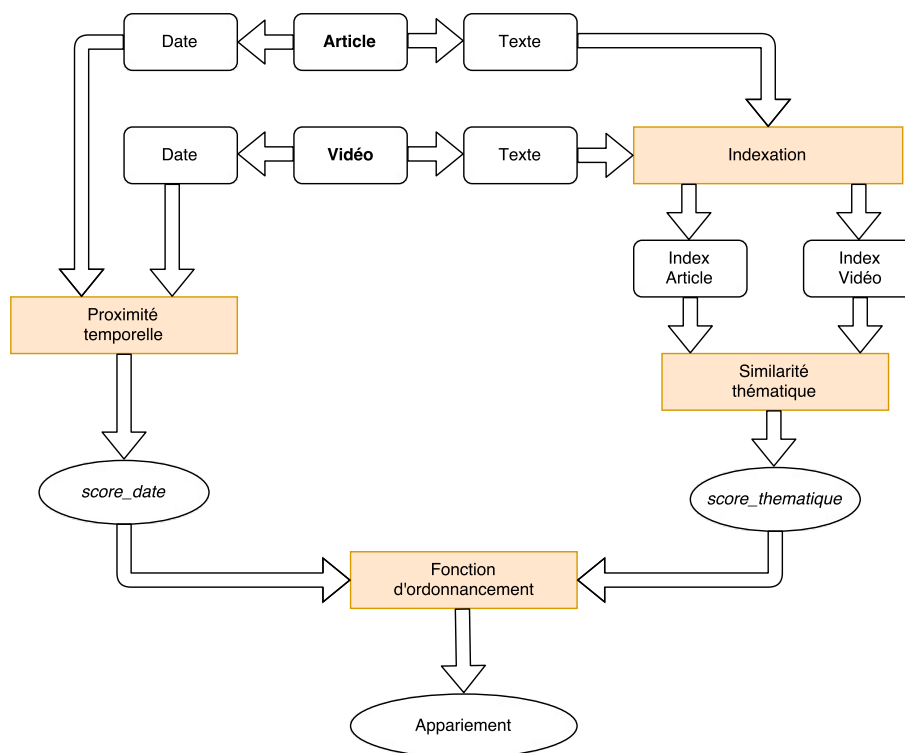 Date
Article
Texte
Date
Vidéo
Texte
Indexation
Index
Article
Index
Vidéo
Proximité
temporelle
Similarité
thématique
score_date
score_thematique
Fonction
d'ordonnancement
Appariement